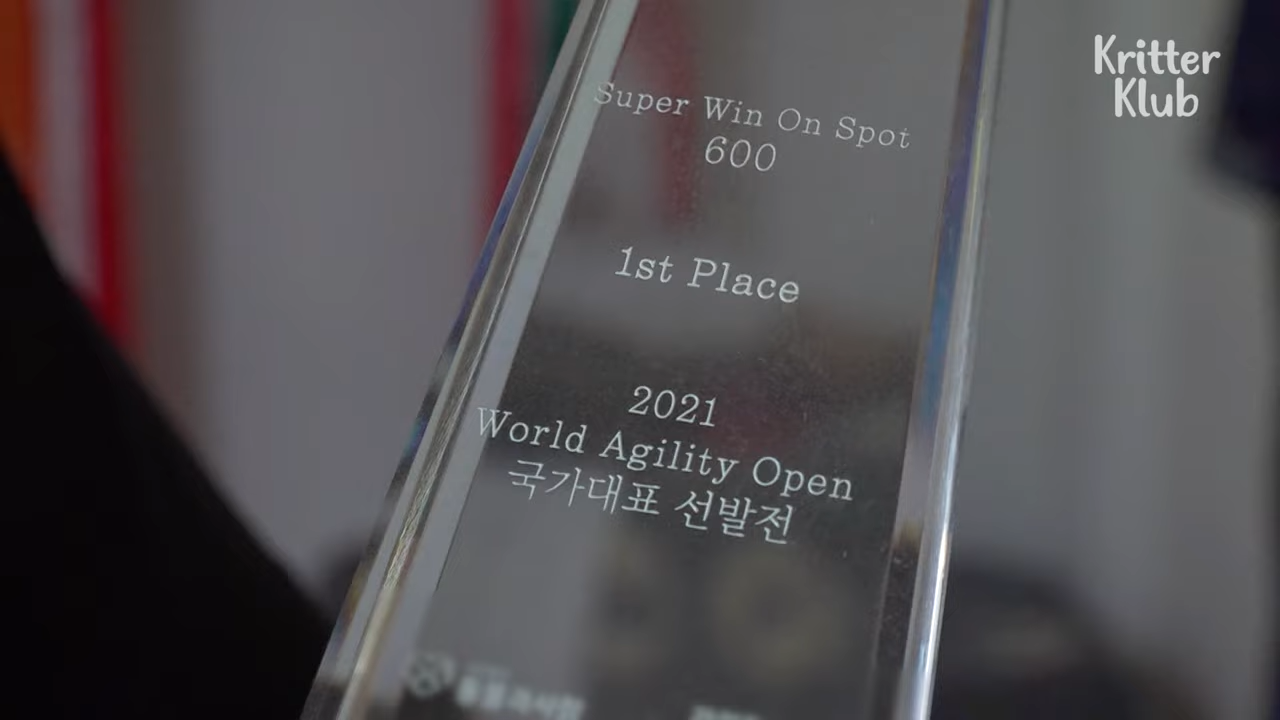 Kritter
Klub
Super Win On Spot
600
1st Place
2021
World Agility Open
국가대표 선발전